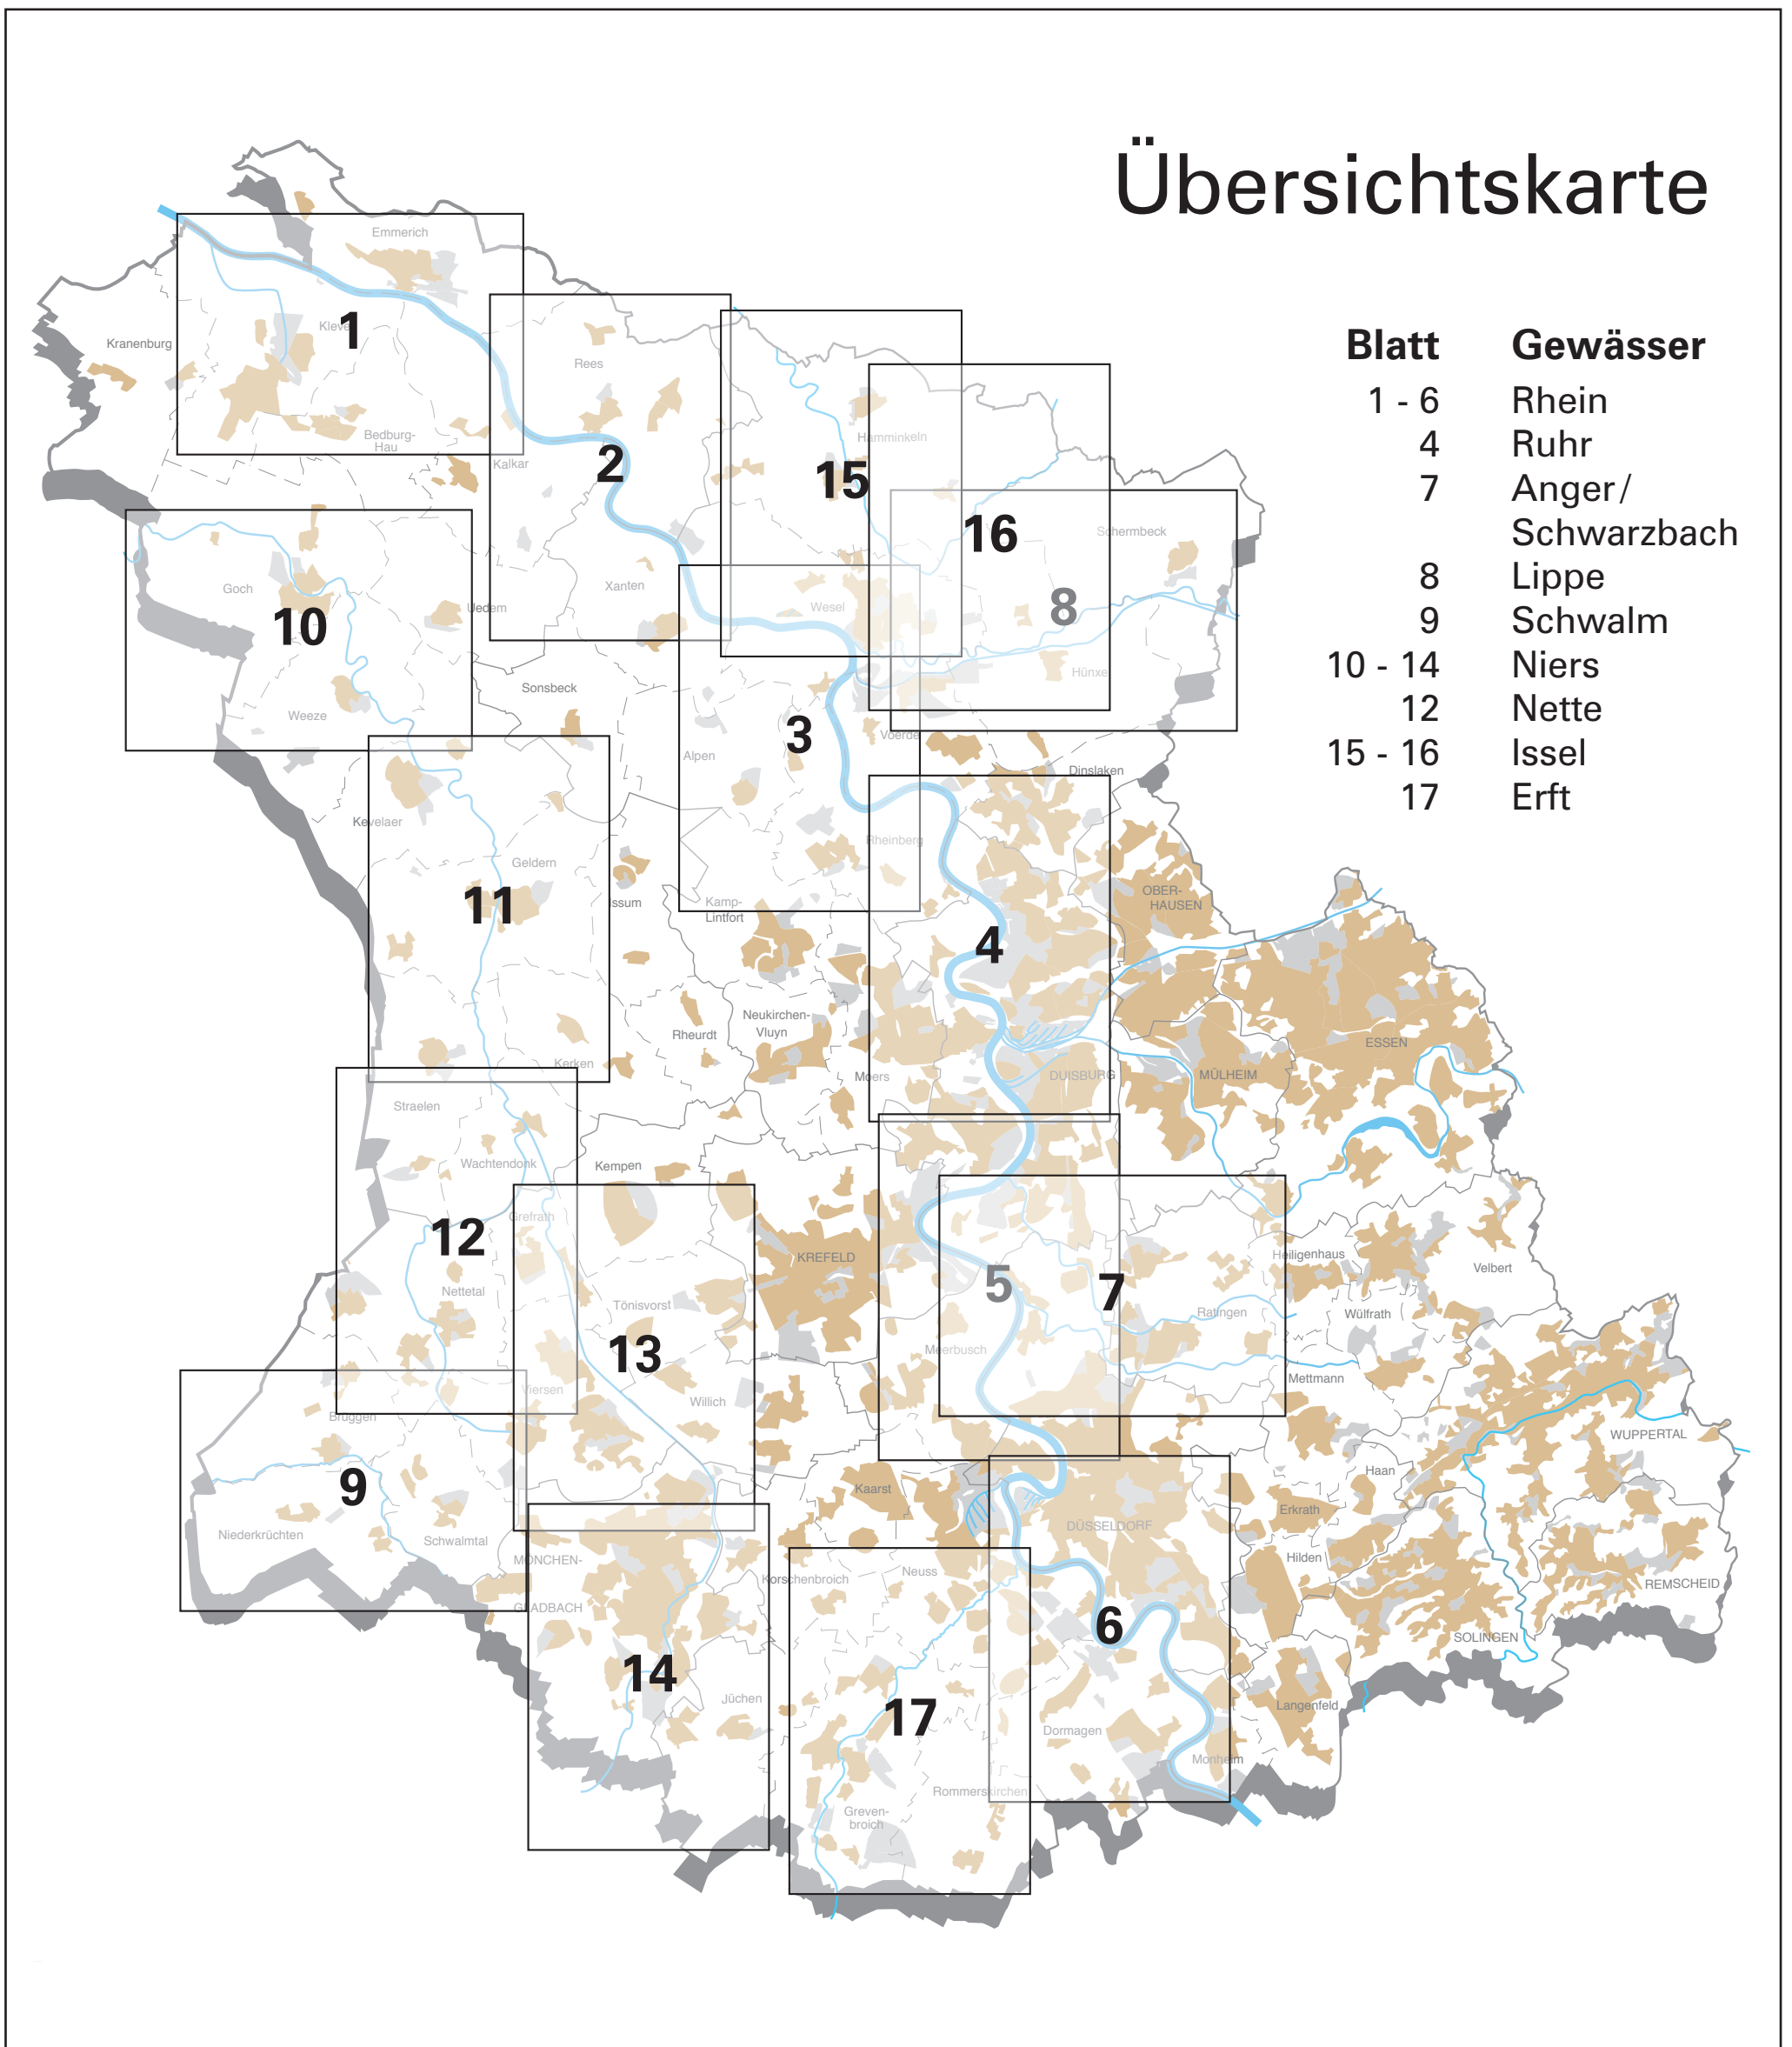 Übersichtskarte
Blatt Gewässer
1 - 6 Rhein
4 Ruhr
7 Anger/
Schwarzbach
8 Lippe
9 Schwalm
10 - 14 Niers
12 Nette
15 - 16 Issel
17 Erft
Emmerich
Kleve
1
Kranenburg
Rees
Bedburg-
Hau
Kalkar
2
Hamminkeln
15
16
Schermbeck
Goch
10
Uedem
Xanten
Wesel
8
Hünxe
Sonsbeck
Weeze
3
Voerde
Alpen
Dinslaken
Kevelaer
Rheinberg
Geldern
11
Issum
Kamp-
Lintfort
OBER-
HAUSEN
4
Neukirchen-
Vluyn
Rheurdt
ESSEN
Kerken
Moers
DUISBURG
MÜLHEIM
Straelen
Wachtendonk
Kempen
Grefrath
12
KREFELD
Heiligenhaus
Velbert
5
7
Nettetal
Tönisvorst
Ratingen
Wülfrath
13
Meerbusch
Mettmann
Viersen
Willich
Brüggen
WUPPERTAL
9
Kaarst
Haan
Erkrath
Niederkrüchten
Schwalmtal
DÜSSELDORF
MÖNCHEN-
GLADBACH
Korschenbroich
Neuss
Hilden
REMSCHEID
6
SOLINGEN
14
Jüchen
17
Langenfeld
Dormagen
Monheim
Rommerskirchen
Greven-
broich